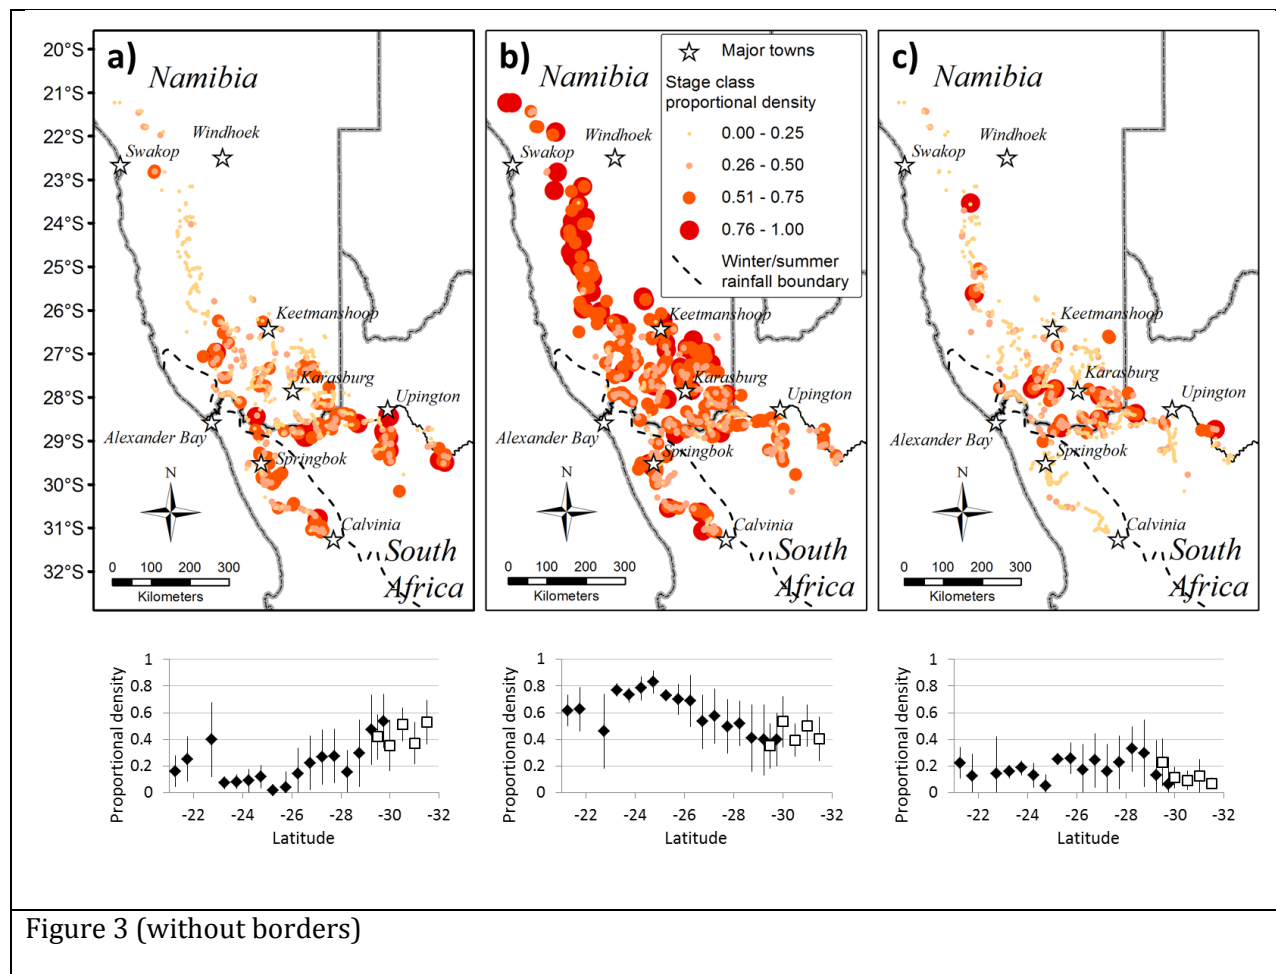 20°S
21°S
22°S
23°S
24°S
25°S
26°S
27°S
28°S
29°S
30°S
31°S
32°S
a)
Namibia
Windhoek
Swakop
Keetmanshoop
Karasburg
Upington
Alexander Bay
Springbok
N
Calvinia
South
Africa
0 100 200 300
Kilometers
b)
Namibia
Windhoek
Swakop
Major towns
Stage class
proportional density
0.00 - 0.25
0.26 - 0.50
0.51 - 0.75
0.76 - 1.00
Winter/summer
rainfall boundary
Keetmanshoop
Karasburg
Upington
Alexander Bay
Springbok
N
Calvinia
South
Africa
0 100 200 300
Kilometers
c)
Namibia
Windhoek
Swakop
Keetmanshoop
Karasburg
Upington
Alexander Bay
Springbok
N
Calvinia
South
Africa
0 100 200 300
Kilometers
Proportional density
1
0.8
0.6
0.4
0.2
0
-22 -24 -26 -28 -30 -32
Latitude
Proportional density
1
0.8
0.6
0.4
0.2
0
-22 -24 -26 -28 -30 -32
Latitude
Proportional density
1
0.8
0.6
0.4
0.2
0
-22 -24 -26 -28 -30 -32
Latitude
Figure 3 (without borders)